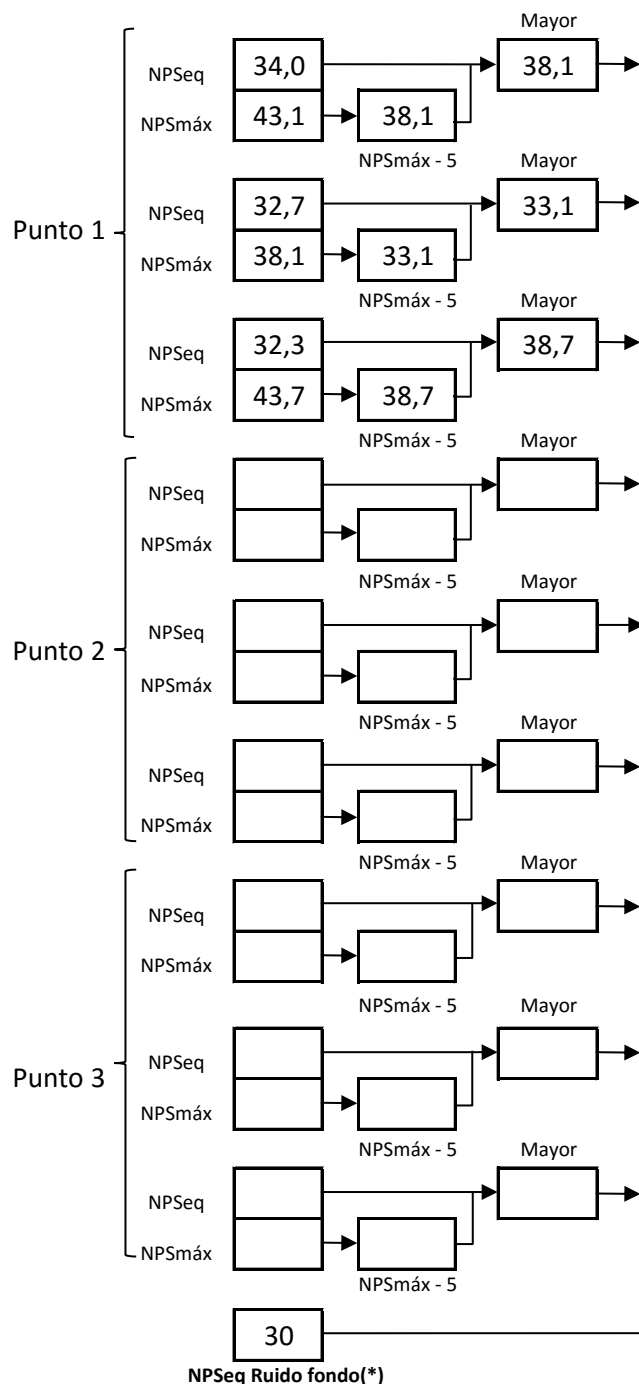 Mayor
NPSeq 34,0 38,1
NPSmáx 43,1 38,1
NPSmáx - 5
Mayor
NPSeq 32,7 33,1
Punto 1
NPSmáx 38,1 33,1
NPSmáx - 5
Mayor
NPSeq 32,3 38,7
NPSmáx 43,7 38,7
NPSmáx - 5
Mayor
NPSeq
NPSmáx
NPSmáx - 5
Mayor
NPSeq
Punto 2
NPSmáx
NPSmáx - 5
Mayor
NPSeq
NPSmáx
NPSmáx - 5
Mayor
NPSeq
NPSmáx
NPSmáx - 5
Mayor
NPSeq
Punto 3
NPSmáx
NPSmáx - 5
Mayor
NPSeq
NPSmáx
NPSmáx - 5
30
NPSeq Ruido fondo(*)